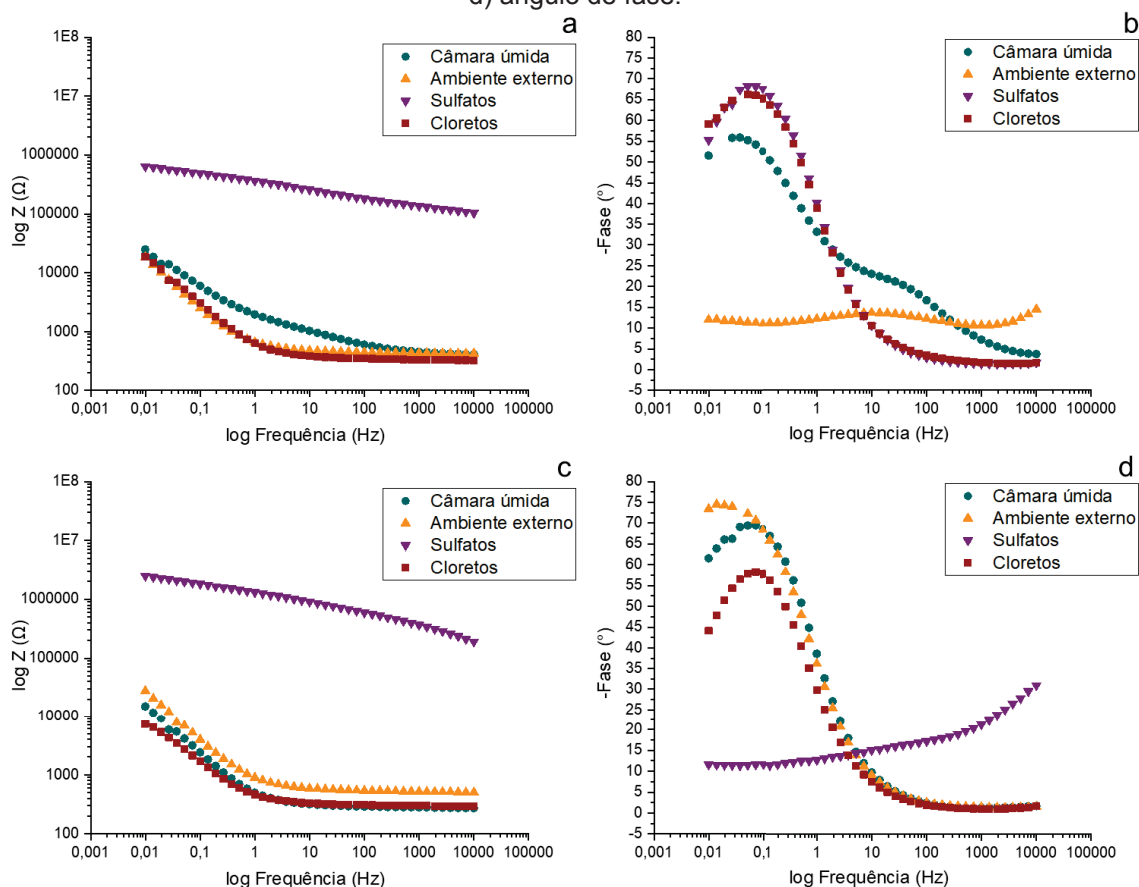 d) ângulo de fase.
a
1E8
1E7
1000000
100000
10000
1000
100
log Z (Ω)
Câmara úmida
Ambiente externo
Sulfatos
Cloretos
0,001 0,01 0,1 1 10 100 1000 10000 100000
log Frequência (Hz)
b
80
75
70
65
60
55
50
45
40
35
30
25
20
15
10
5
0
-5
-Fase (°)
Câmara úmida
Ambiente externo
Sulfatos
Cloretos
0,001 0,01 0,1 1 10 100 1000 10000 100000
log Frequência (Hz)
c
1E8
1E7
1000000
100000
10000
1000
100
log Z (Ω)
Câmara úmida
Ambiente externo
Sulfatos
Cloretos
0,001 0,01 0,1 1 10 100 1000 10000 100000
log Frequência (Hz)
d
80
75
70
65
60
55
50
45
40
35
30
25
20
15
10
5
0
-5
-Fase (°)
Câmara úmida
Ambiente externo
Sulfatos
Cloretos
0,001 0,01 0,1 1 10 100 1000 10000 100000
log Frequência (Hz)